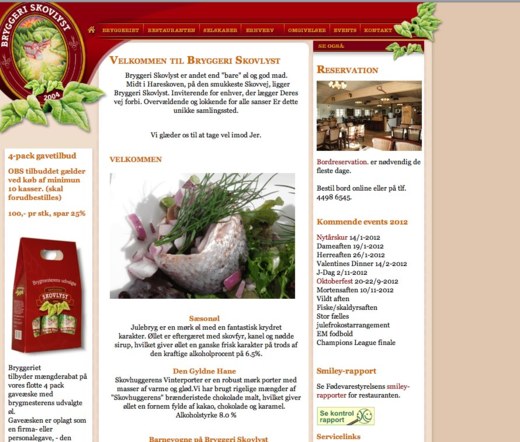 BRYGGERI SKOVLYST
2004
BRYGGERIET
RESTAURANTEN
SELSKABER
ERHVERV
OMGIVELSER
EVENTS
KONTAKT
4-pack gavetilbud
OBS tilbuddet gælder
ved køb af minimun
10 kasser. (skal
forudbestilles)
100,- pr stk, spar 25%
SKOVLYST
Bryggeriet
tilbyder mængderabat på
vores flotte 4 pack
gaveæske med
brygmesterens udvalg.
Gaveæsken er oplagt som
en firma- eller
personalegave, - den
VELKOMMEN TIL BRYGGERI SKOVLYST
Bryggeri Skovlyst er andet end "bare" øl og god mad.
Midt i Hareskoven, på den smukkeste Skovvej, ligger
Bryggeri Skovlyst. Inviterende for enhver, der lægger Deres
vej forbi. Overvældende og lokkende for alle sanser Er dette
unikke samlingssted.
Vi glæder os til at tage vel imod Jer.
VELKOMMEN
Sæsonøl
Julebryg er en mørk øl med en fantastisk krydret
karakter. Øllet er eftergæret med skovfyr, kanel og nødde
sirup, hvilket giver øllet en ganske frisk karakter på trods af
den kraftige alkoholprocent på 6.5%.
Den Gyldne Hane
Skovhuggerens Vinterporter er en robust mørk porter med
masser af varme og glød.Vi har brugt rigelige mængder af
"Skovhuggerens" brænderistede chokolade malt, hvilket giver
øllet en fornem fylde af kakao, chokolade og karamel.
Alkoholstyrke 8.0 %
Barnevogne på Bryggeri Skovlyst
SE OGSÅ:
RESERVATION
Bordreservation. er nødvendig de
fleste dage.
Bestil bord online eller på tlf.
4498 6545.
Kommende events 2012
Nytårskur 14/1-2012
Dameaften 19/1-2012
Herreaften 26/1-2012
Valentines Dinner 14/2-2012
J-Dag 2/11-2012
Oktoberfest 20-22/9-2012
Mortensaften 10/11-2012
Vildt aften
Fiske/skaldyrsaften
Stor fælles
julefrokostarrangement
EM fodbold
Champions League finale
Smiley-rapport
Se Fødevarestyrelsens smiley-
rapporter for restauranten.
Se kontrol
rapport
Servicelinks